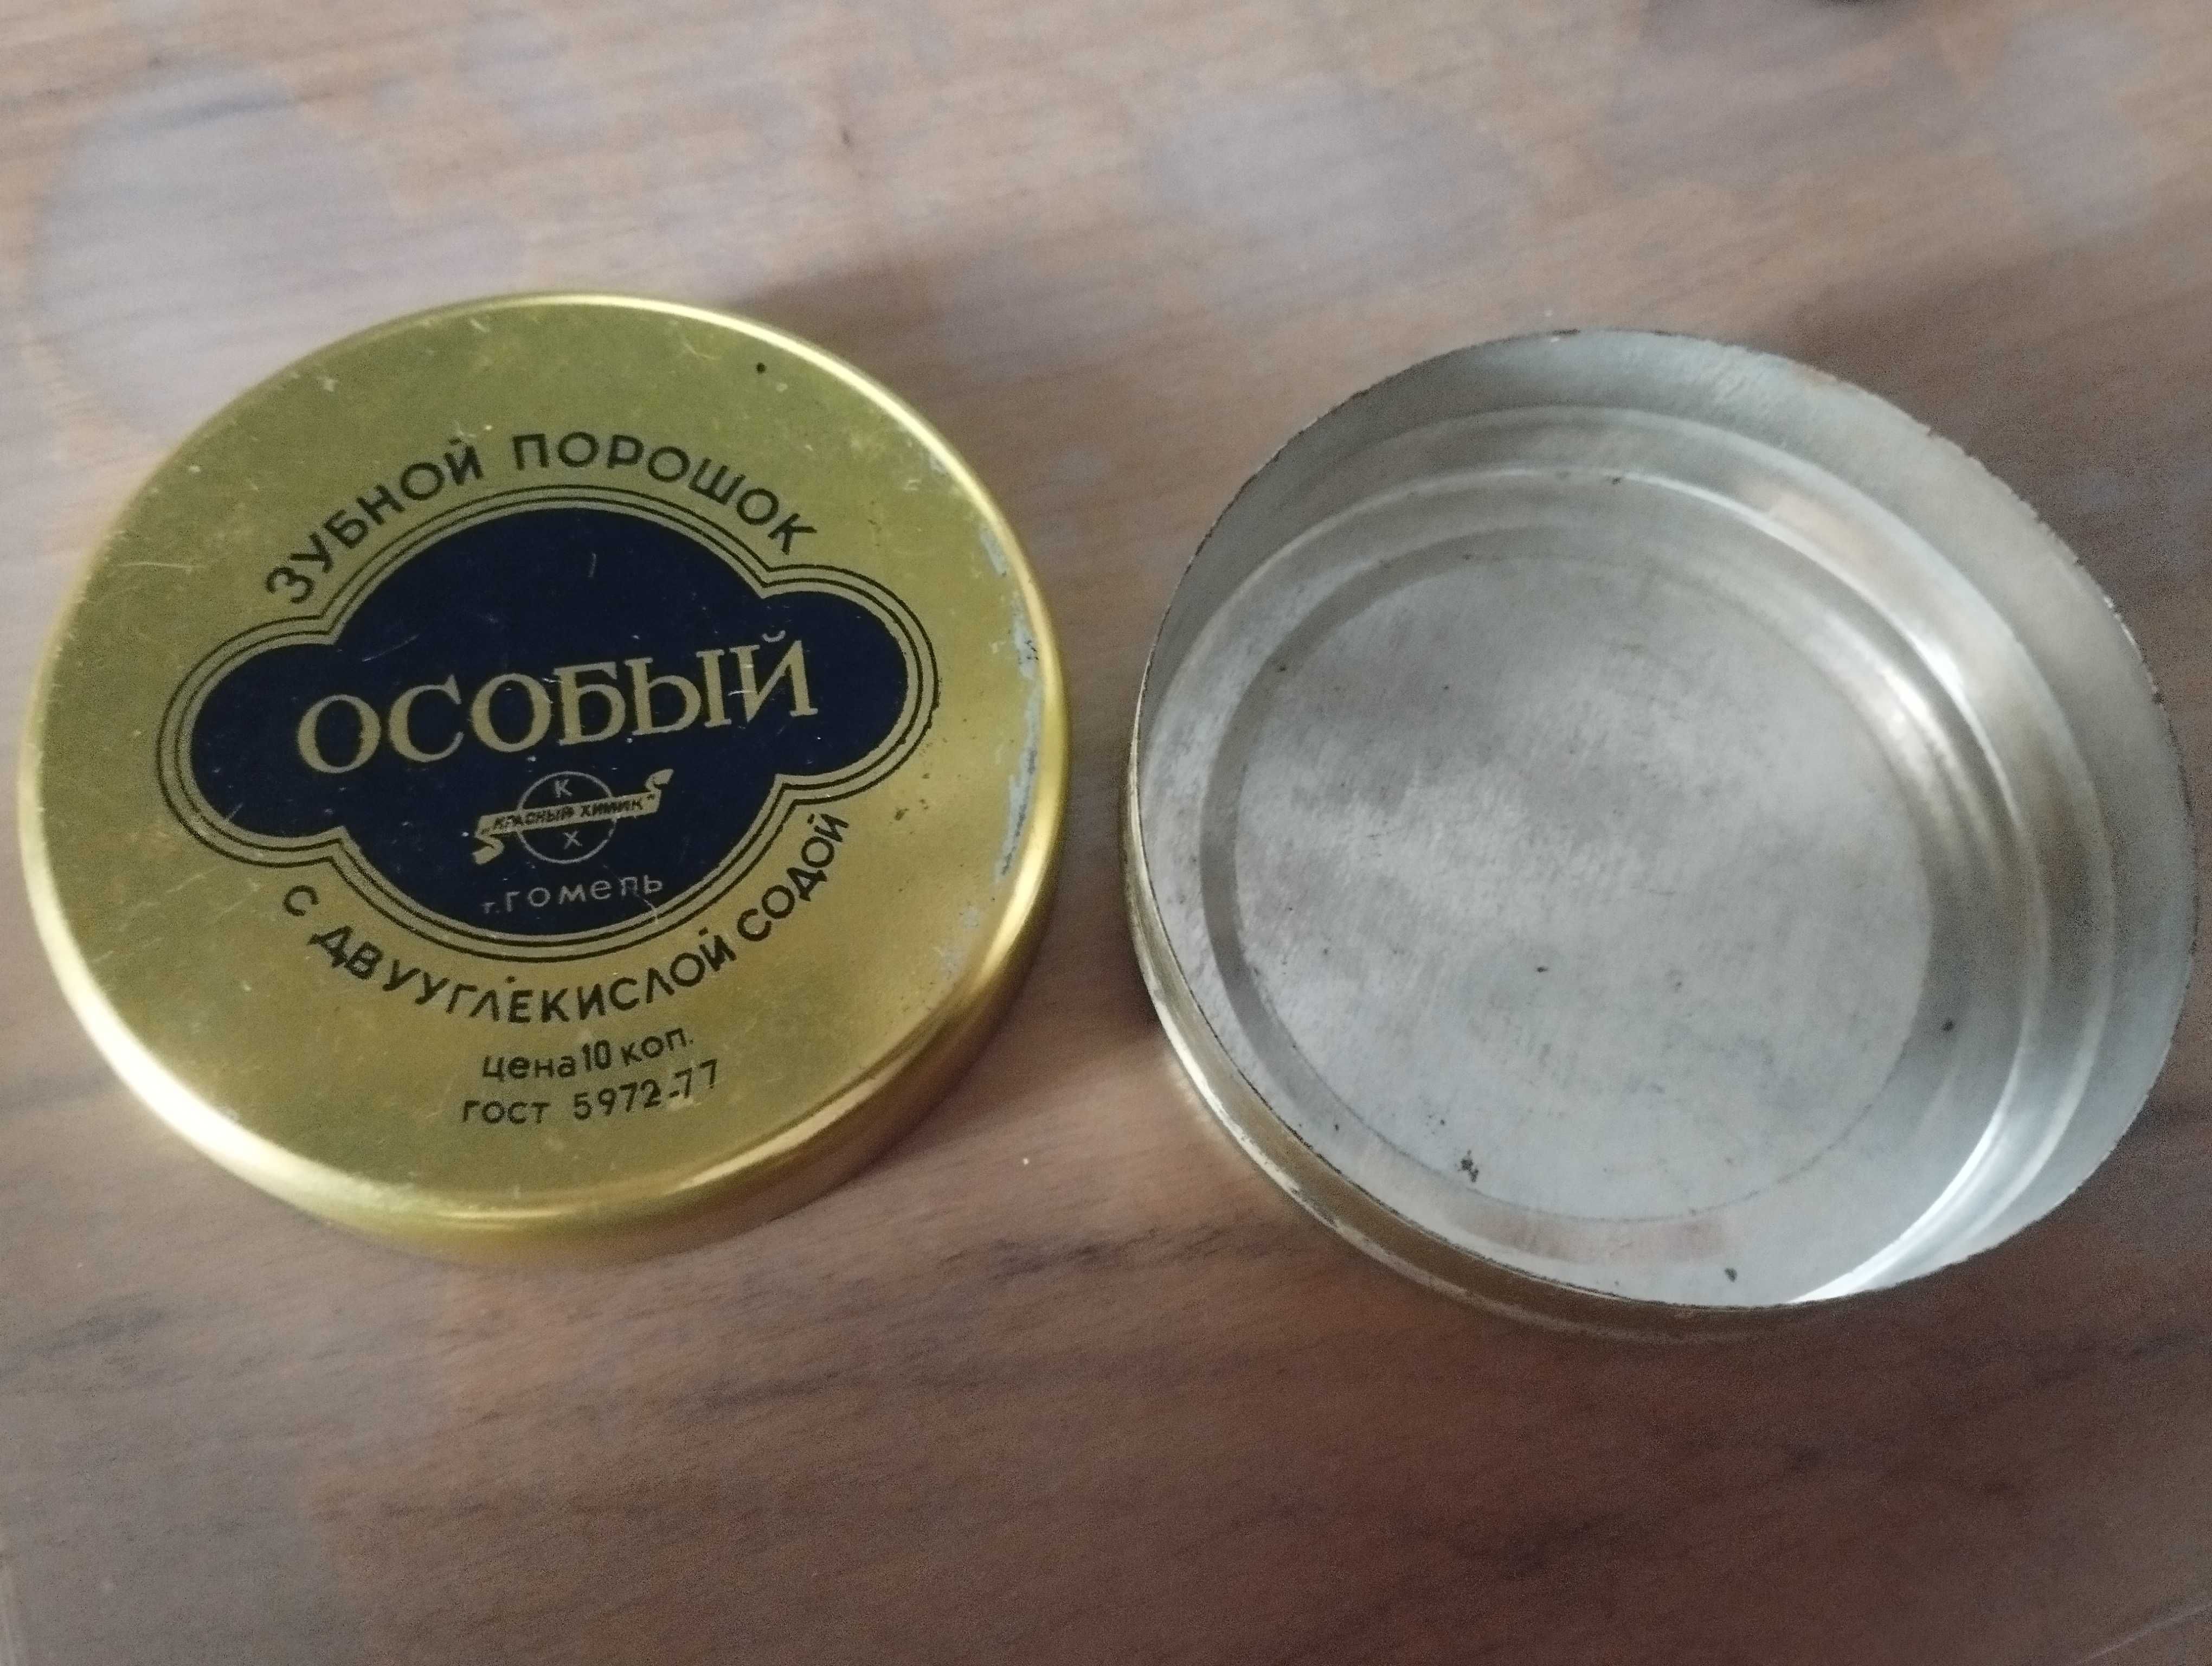 ЗУБНОЙ ПОРОШОК
ОСОБЫЙ
К
„КРАСНЫЙ ХИМИК"
Х
г. Гомель
С ДВУУГЛЕКИСЛОЙ СОДОЙ
цена 10 коп.
ГОСТ 5972-77